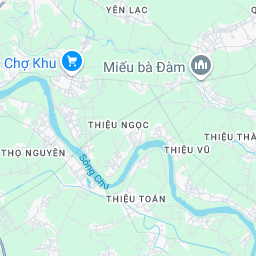 YÊN LẠC
Chợ Khu
Miếu bà Đàm
THIỆU NGỌC
THIỆU THÀ
THỌ NGUYÊN
THIỆU VŨ
Sông Chu
THIỆU TOÁN